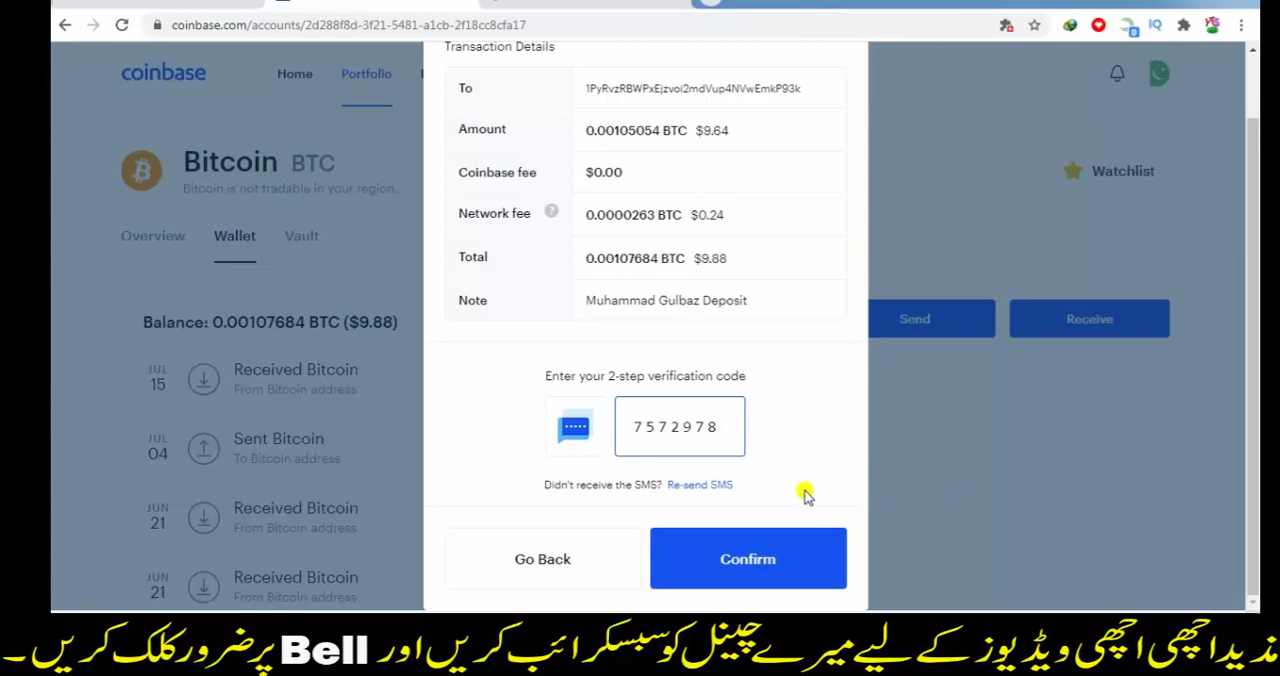 coinbase.com/accounts/2d288f8d-3f21-5481-a1cb-2f18cc8cfa17
IQ
coinbase
Home
Portfolio
Bitcoin BTC
Bitcoin is not tradable in your region.
Watchlist
Overview
Wallet
Vault
Balance: 0.00107684 BTC ($9.88)
Send
Receive
JUL 15
Received Bitcoin
From Bitcoin address
JUL 04
Sent Bitcoin
To Bitcoin address
JUN 21
Received Bitcoin
From Bitcoin address
JUN 21
Received Bitcoin
From Bitcoin address
Transaction Details
To 1PyRvzRBWPxEjzvoi2mdVup4NVwEmkP93k
Amount 0.00105054 BTC $9.64
Coinbase fee $0.00
Network fee 0.0000263 BTC $0.24
Total 0.00107684 BTC $9.88
Note Muhammad Gulbaz Deposit
Enter your 2-step verification code
7572978
Didn't receive the SMS? Re-send SMS
Go Back
Confirm
مذید اچھی اچھی ویڈیوز کے لیے میرے چینل کو سبسکرائب کریں اور Bell پر ضرور کلک کریں۔